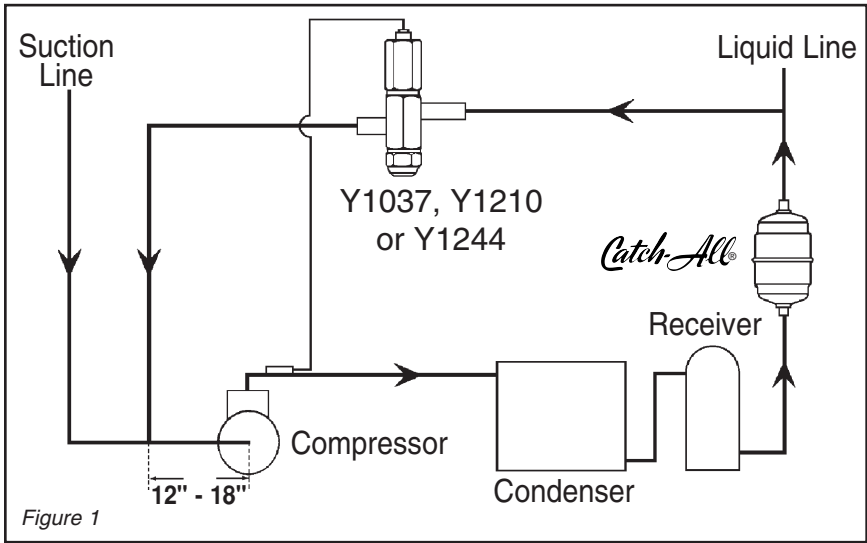 Suction
Line
Liquid Line
Y1037, Y1210
or Y1244
Catch-All®
Receiver
Compressor
12" - 18"
Condenser
Figure 1